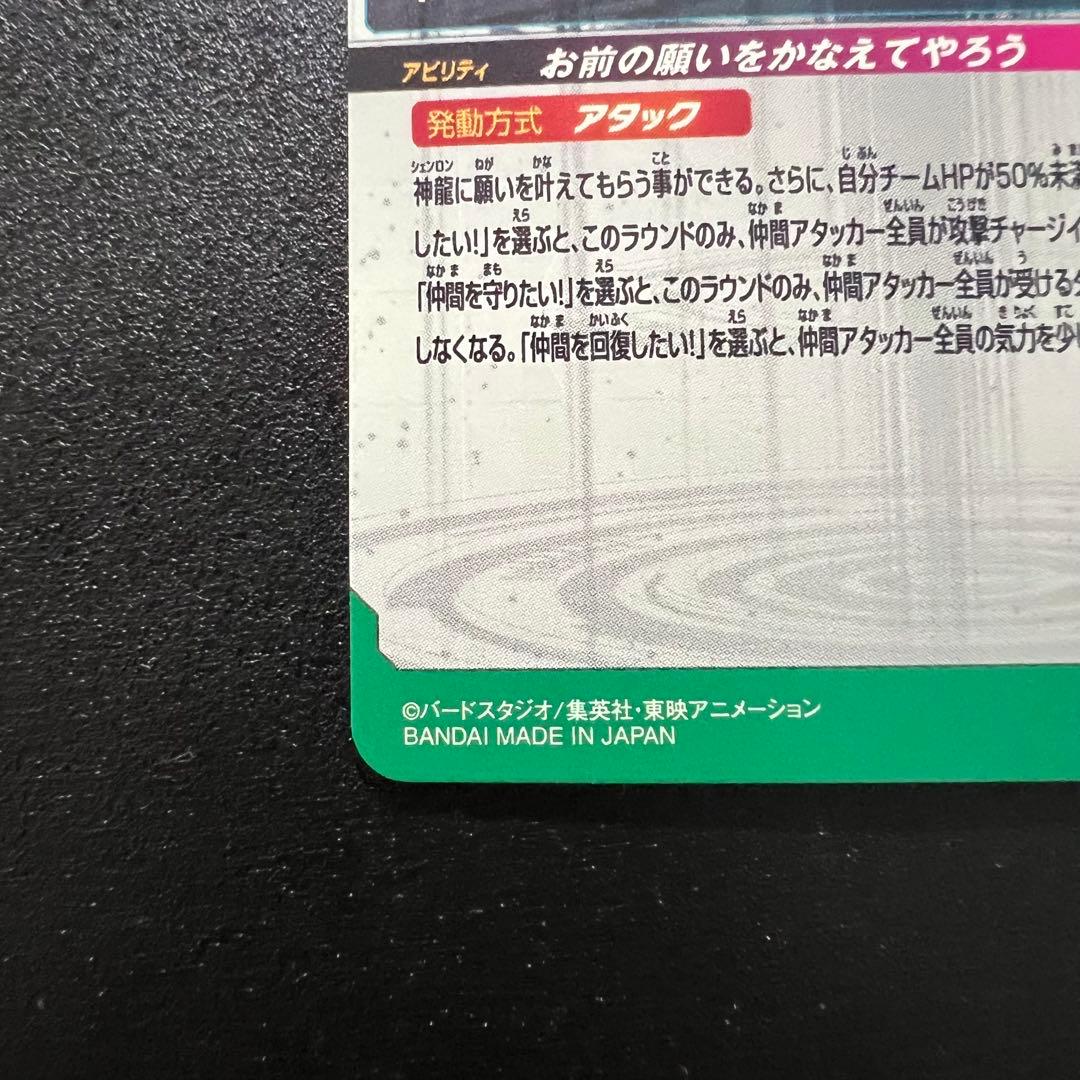 アビリティ お前の願いをかなえてやろう
発動方式 アタック
神龍に願いを叶えてもらう事ができる。さらに、自分チームHPが50%未満
したい!」を選ぶと、このラウンドのみ、仲間アタッカー全員が攻撃チャージイ
「仲間を守りたい!」を選ぶと、このラウンドのみ、仲間アタッカー全員が受ける
しなくなる。「仲間を回復したい!」を選ぶと、仲間アタッカー全員の気力を少し
©バードスタジオ/集英社・東映アニメーション
BANDAI MADE IN JAPAN